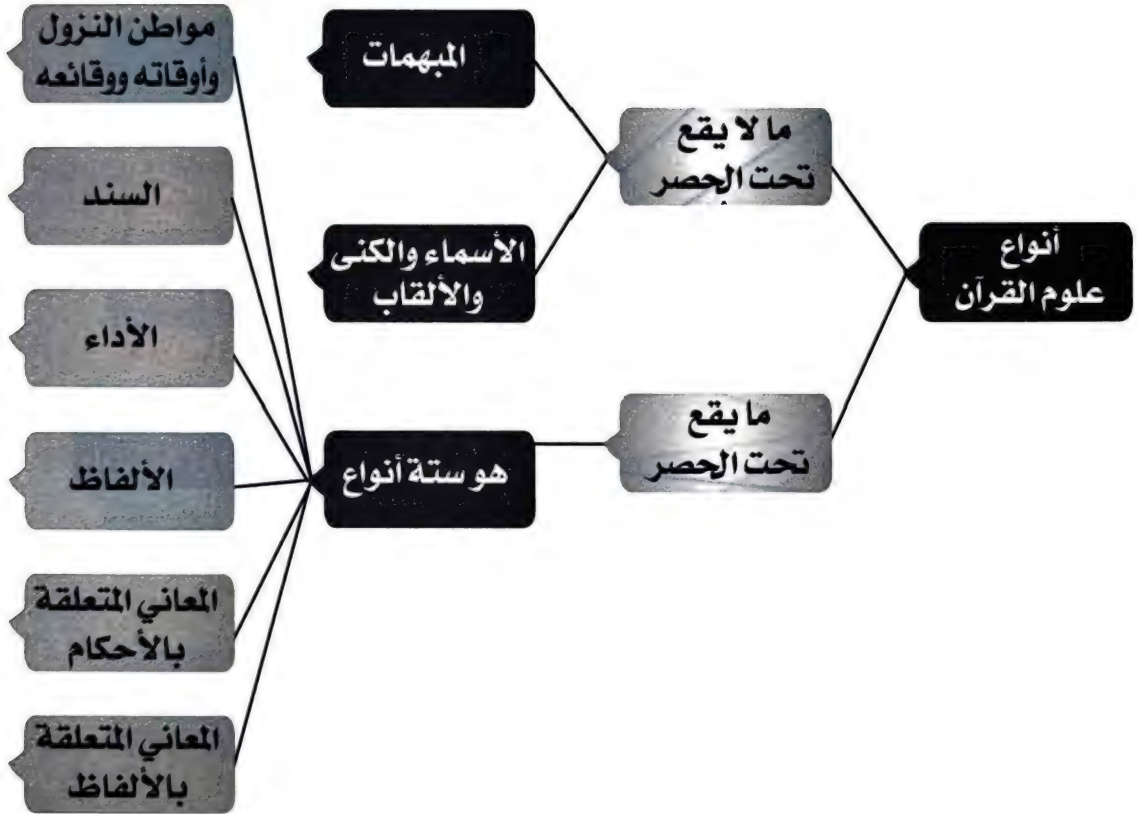 أنواع
علوم القرآن
ما لا يقع
تحت الحصر
المبهمات
الأسماء والكنى
والألقاب
ما يقع
تحت الحصر
هو ستة أنواع
مواطن النزول
وأوقاته ووقائعه
السند
الأداء
الألفاظ
المعاني المتعلقة
بالأحكام
المعاني المتعلقة
بالألفاظ